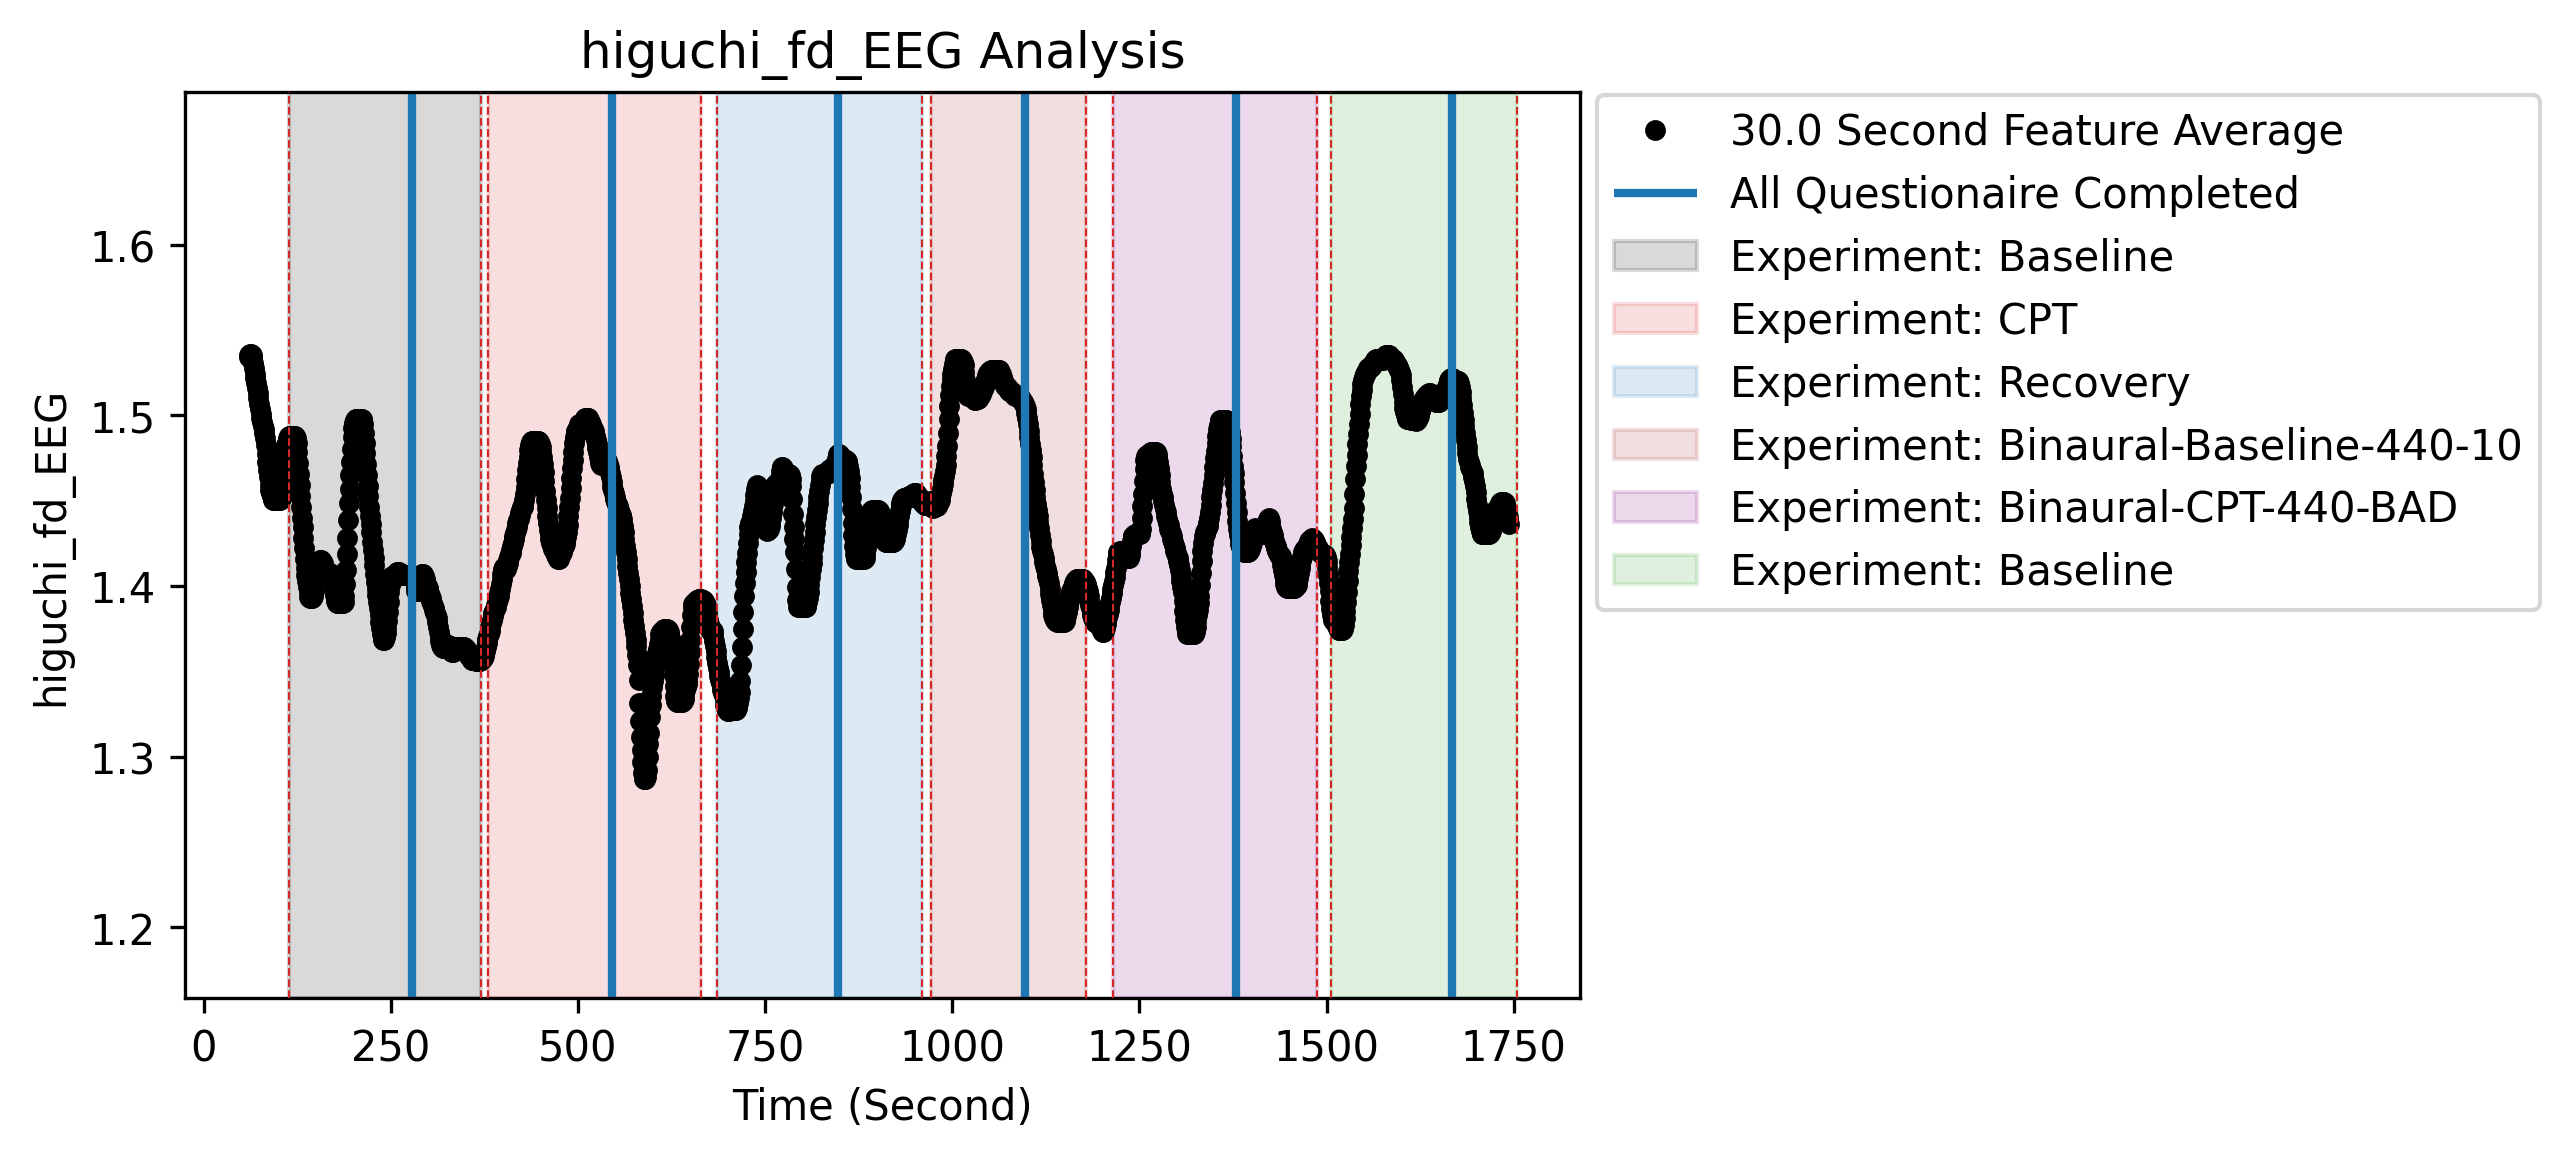 higuchi_fd_EEG Analysis
higuchi_fd_EEG
1.6
1.5
1.4
1.3
1.2
0 250 500 750 1000 1250 1500 1750
Time (Second)
30.0 Second Feature Average
All Questionaire Completed
Experiment: Baseline
Experiment: CPT
Experiment: Recovery
Experiment: Binaural-Baseline-440-10
Experiment: Binaural-CPT-440-BAD
Experiment: Baseline